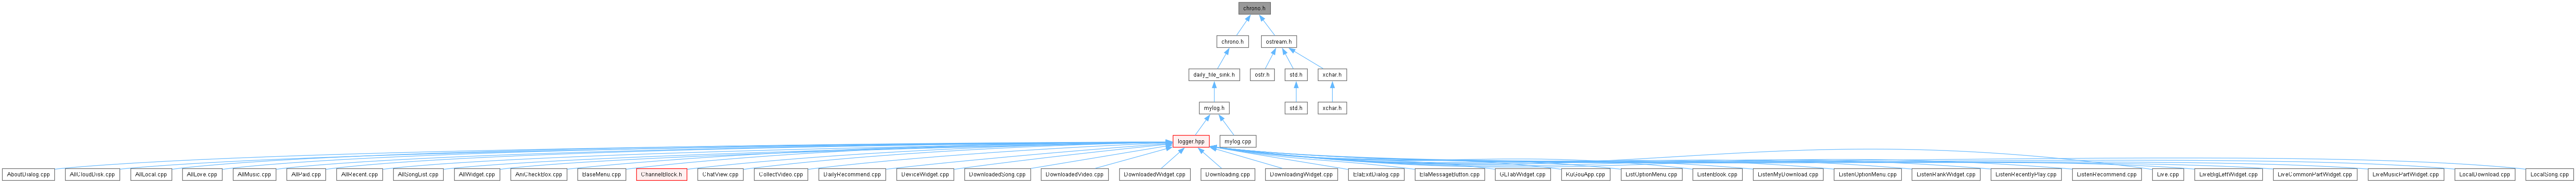 chrono.h
chrono.h
ostream.h
daily_file_sink.h
ostr.h
std.h
xchar.h
mylog.h
std.h
xchar.h
logger.hpp
mylog.cpp
AboutDialog.cpp
AllCloudDisk.cpp
AllLocal.cpp
AllLove.cpp
AllMusic.cpp
AllPaid.cpp
AllRecent.cpp
AllSongList.cpp
AllWidget.cpp
AniCheckBox.cpp
BaseMenu.cpp
ChannelBlock.h
ChatView.cpp
CollectVideo.cpp
DailyRecommend.cpp
DeviceWidget.cpp
DownloadedSong.cpp
DownloadedVideo.cpp
DownloadedWidget.cpp
Downloading.cpp
DownloadingWidget.cpp
ElaExitDialog.cpp
ElaMessageButton.cpp
GLTabWidget.cpp
KuGouApp.cpp
ListOptionMenu.cpp
ListenBook.cpp
ListenMyDownload.cpp
ListenOptionMenu.cpp
ListenRankWidget.cpp
ListenRecentlyPlay.cpp
ListenRecommend.cpp
Live.cpp
LiveBigLeftWidget.cpp
LiveCommonPartWidget.cpp
LiveMusicPartWidget.cpp
LocalDownload.cpp
LocalSong.cpp